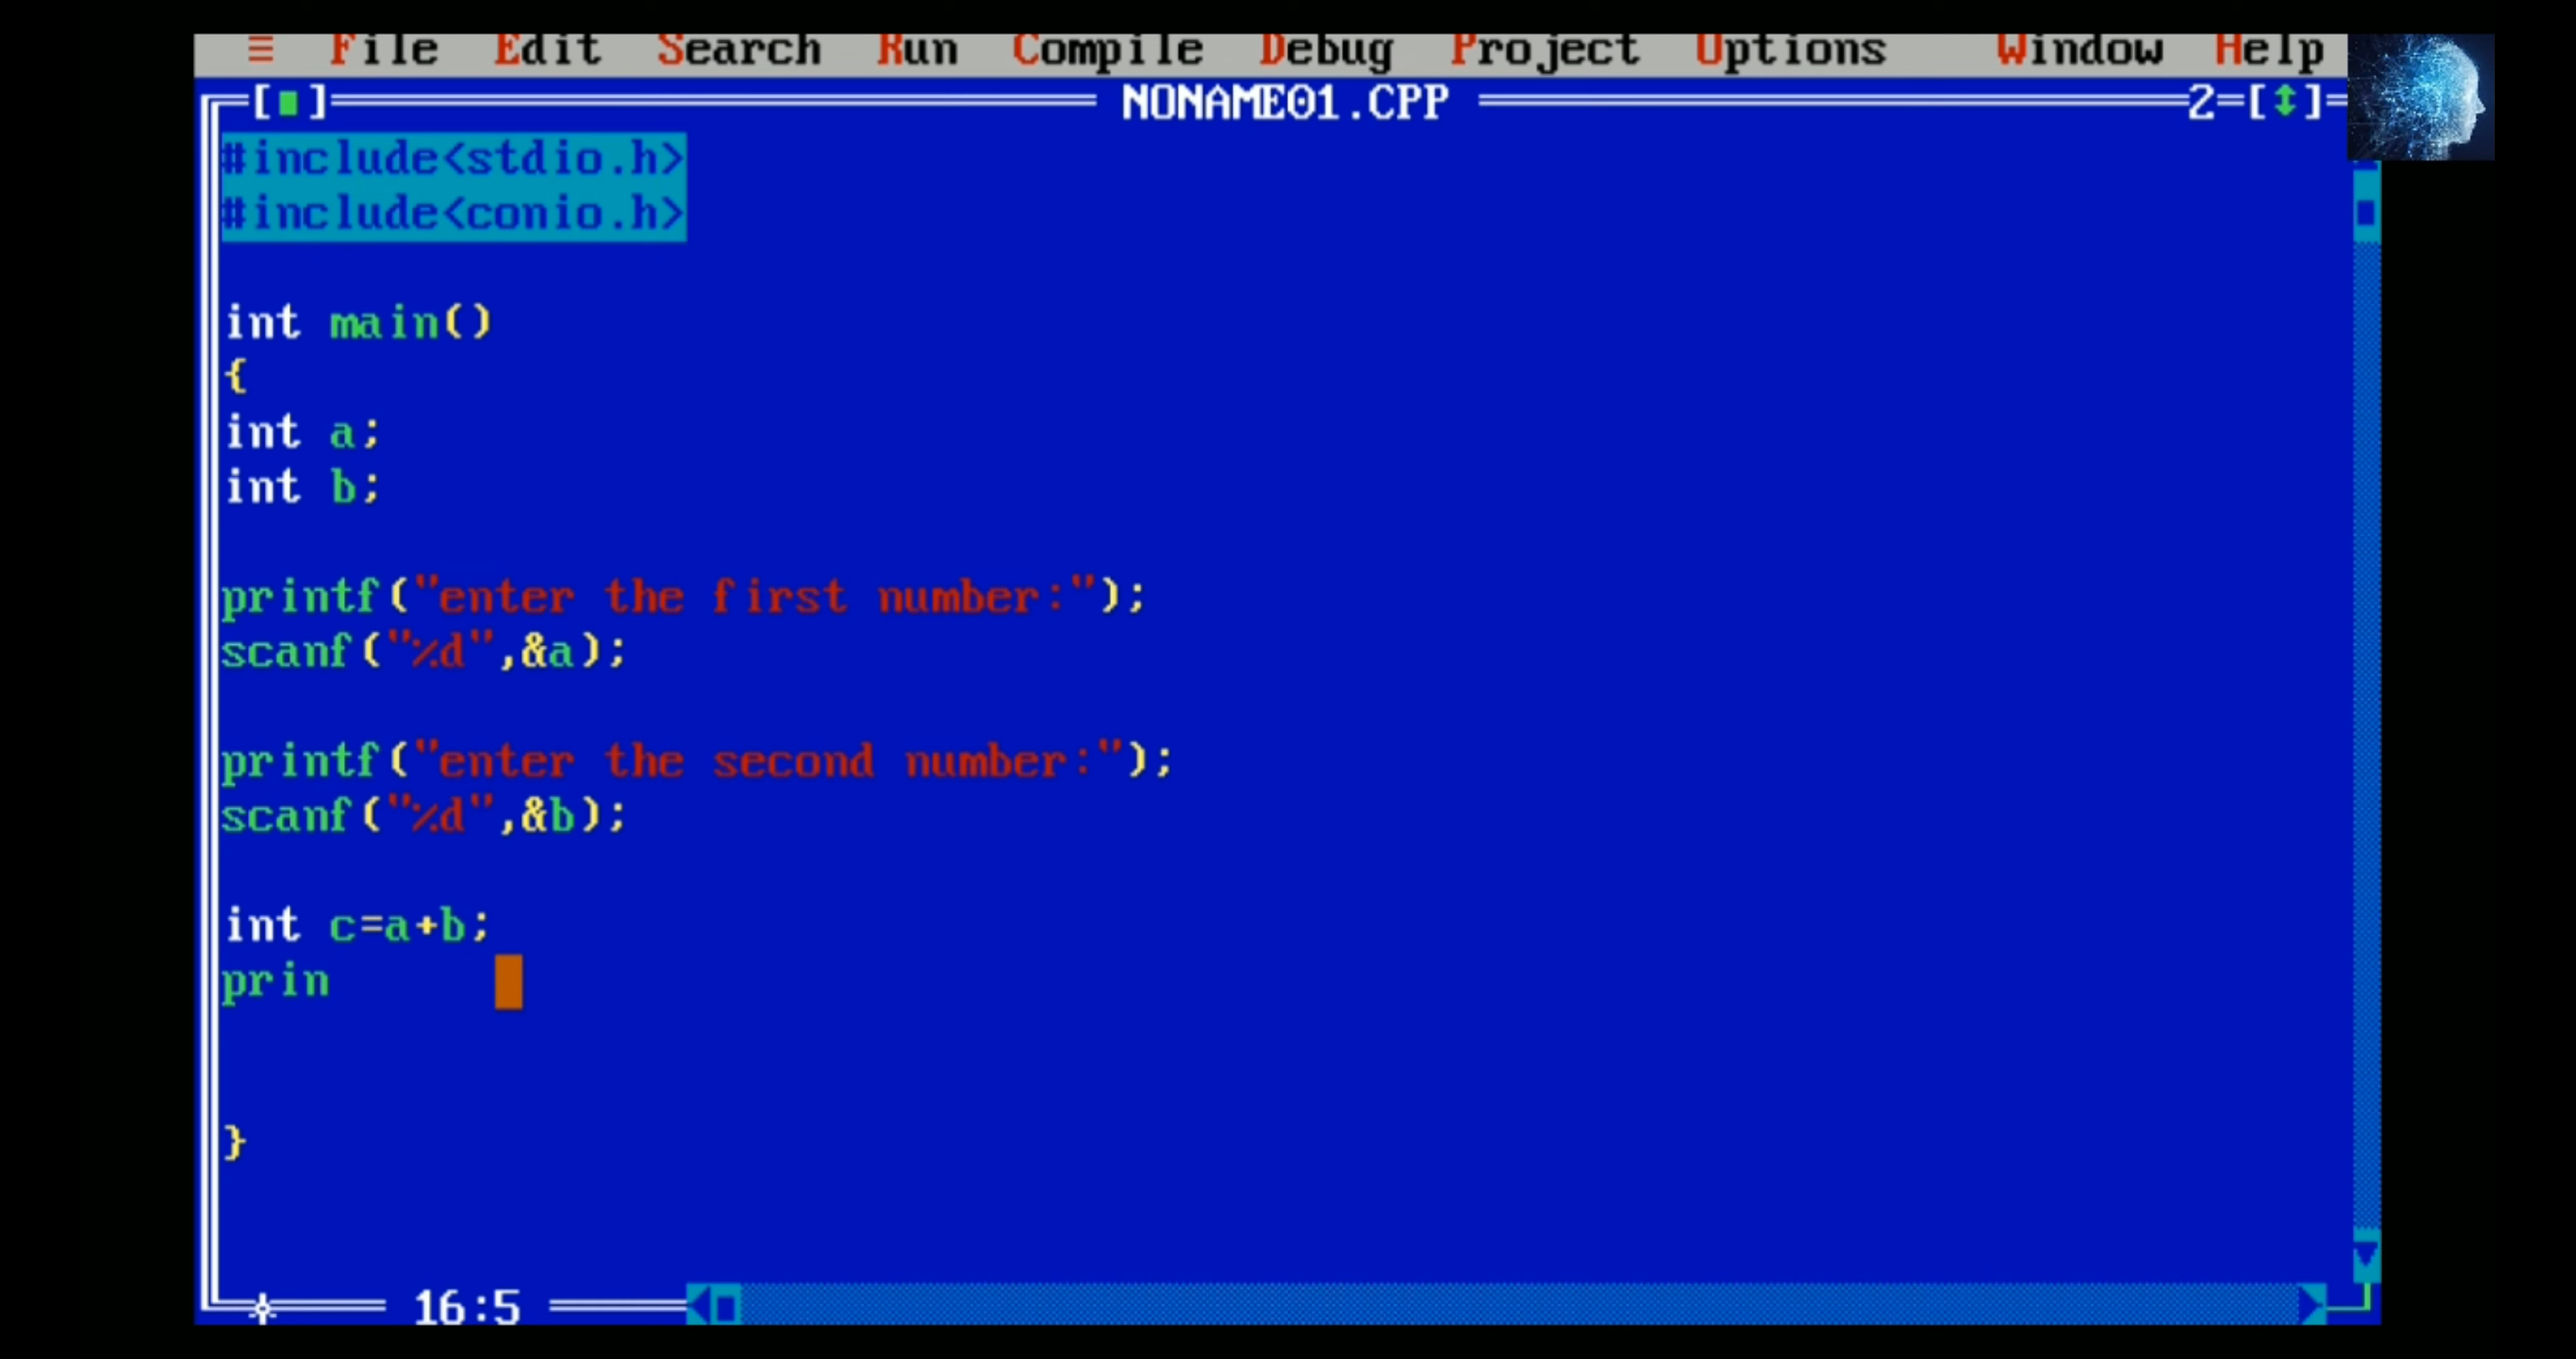 ≡ File Edit Search Run Compile Debug Project Options Window Help
[■] NONAME01.CPP 2=[↕]
#include<stdio.h>
#include<conio.h>
int main()
{
int a;
int b;
printf("enter the first number:");
scanf("%d",&a);
printf("enter the second number:");
scanf("%d",&b);
int c=a+b;
prin
}
16:5